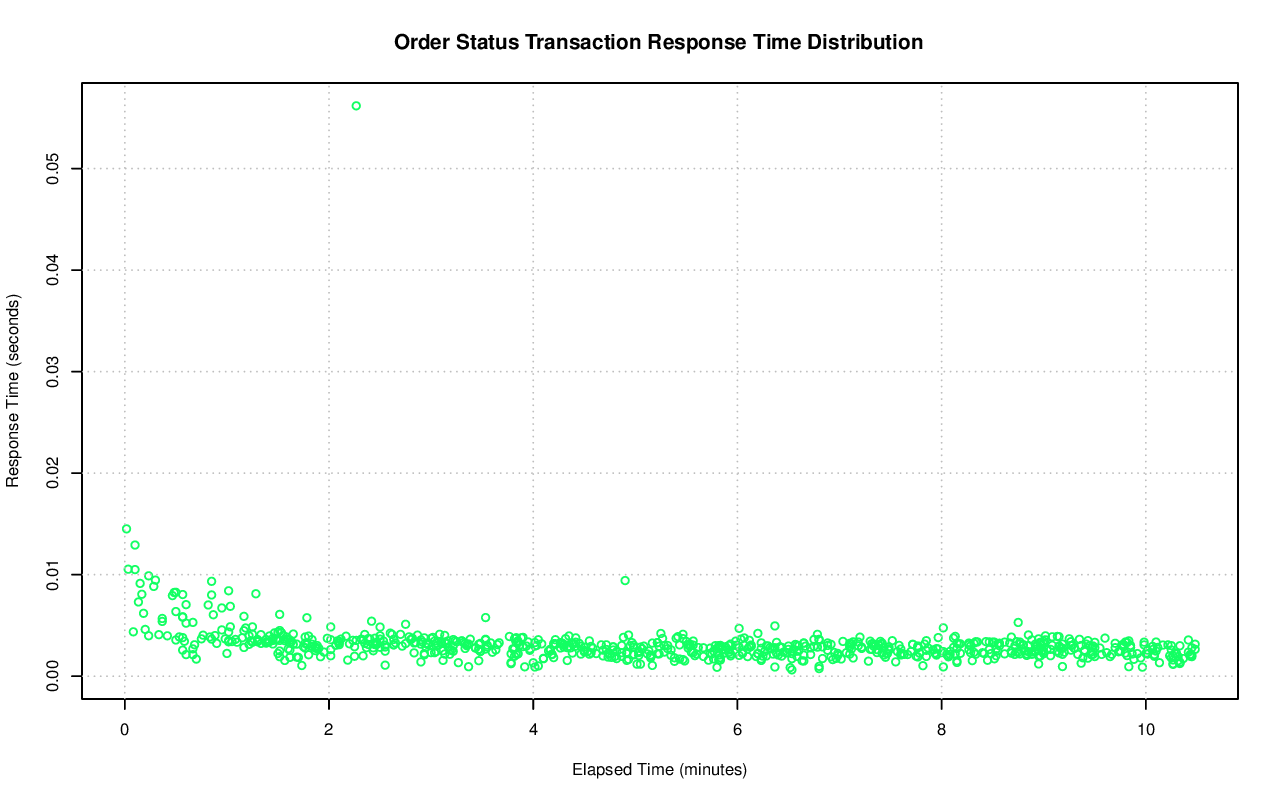 Order Status Transaction Response Time Distribution
Response Time (seconds)
0.05
0.04
0.03
0.02
0.01
0.00
0 2 4 6 8 10
Elapsed Time (minutes)